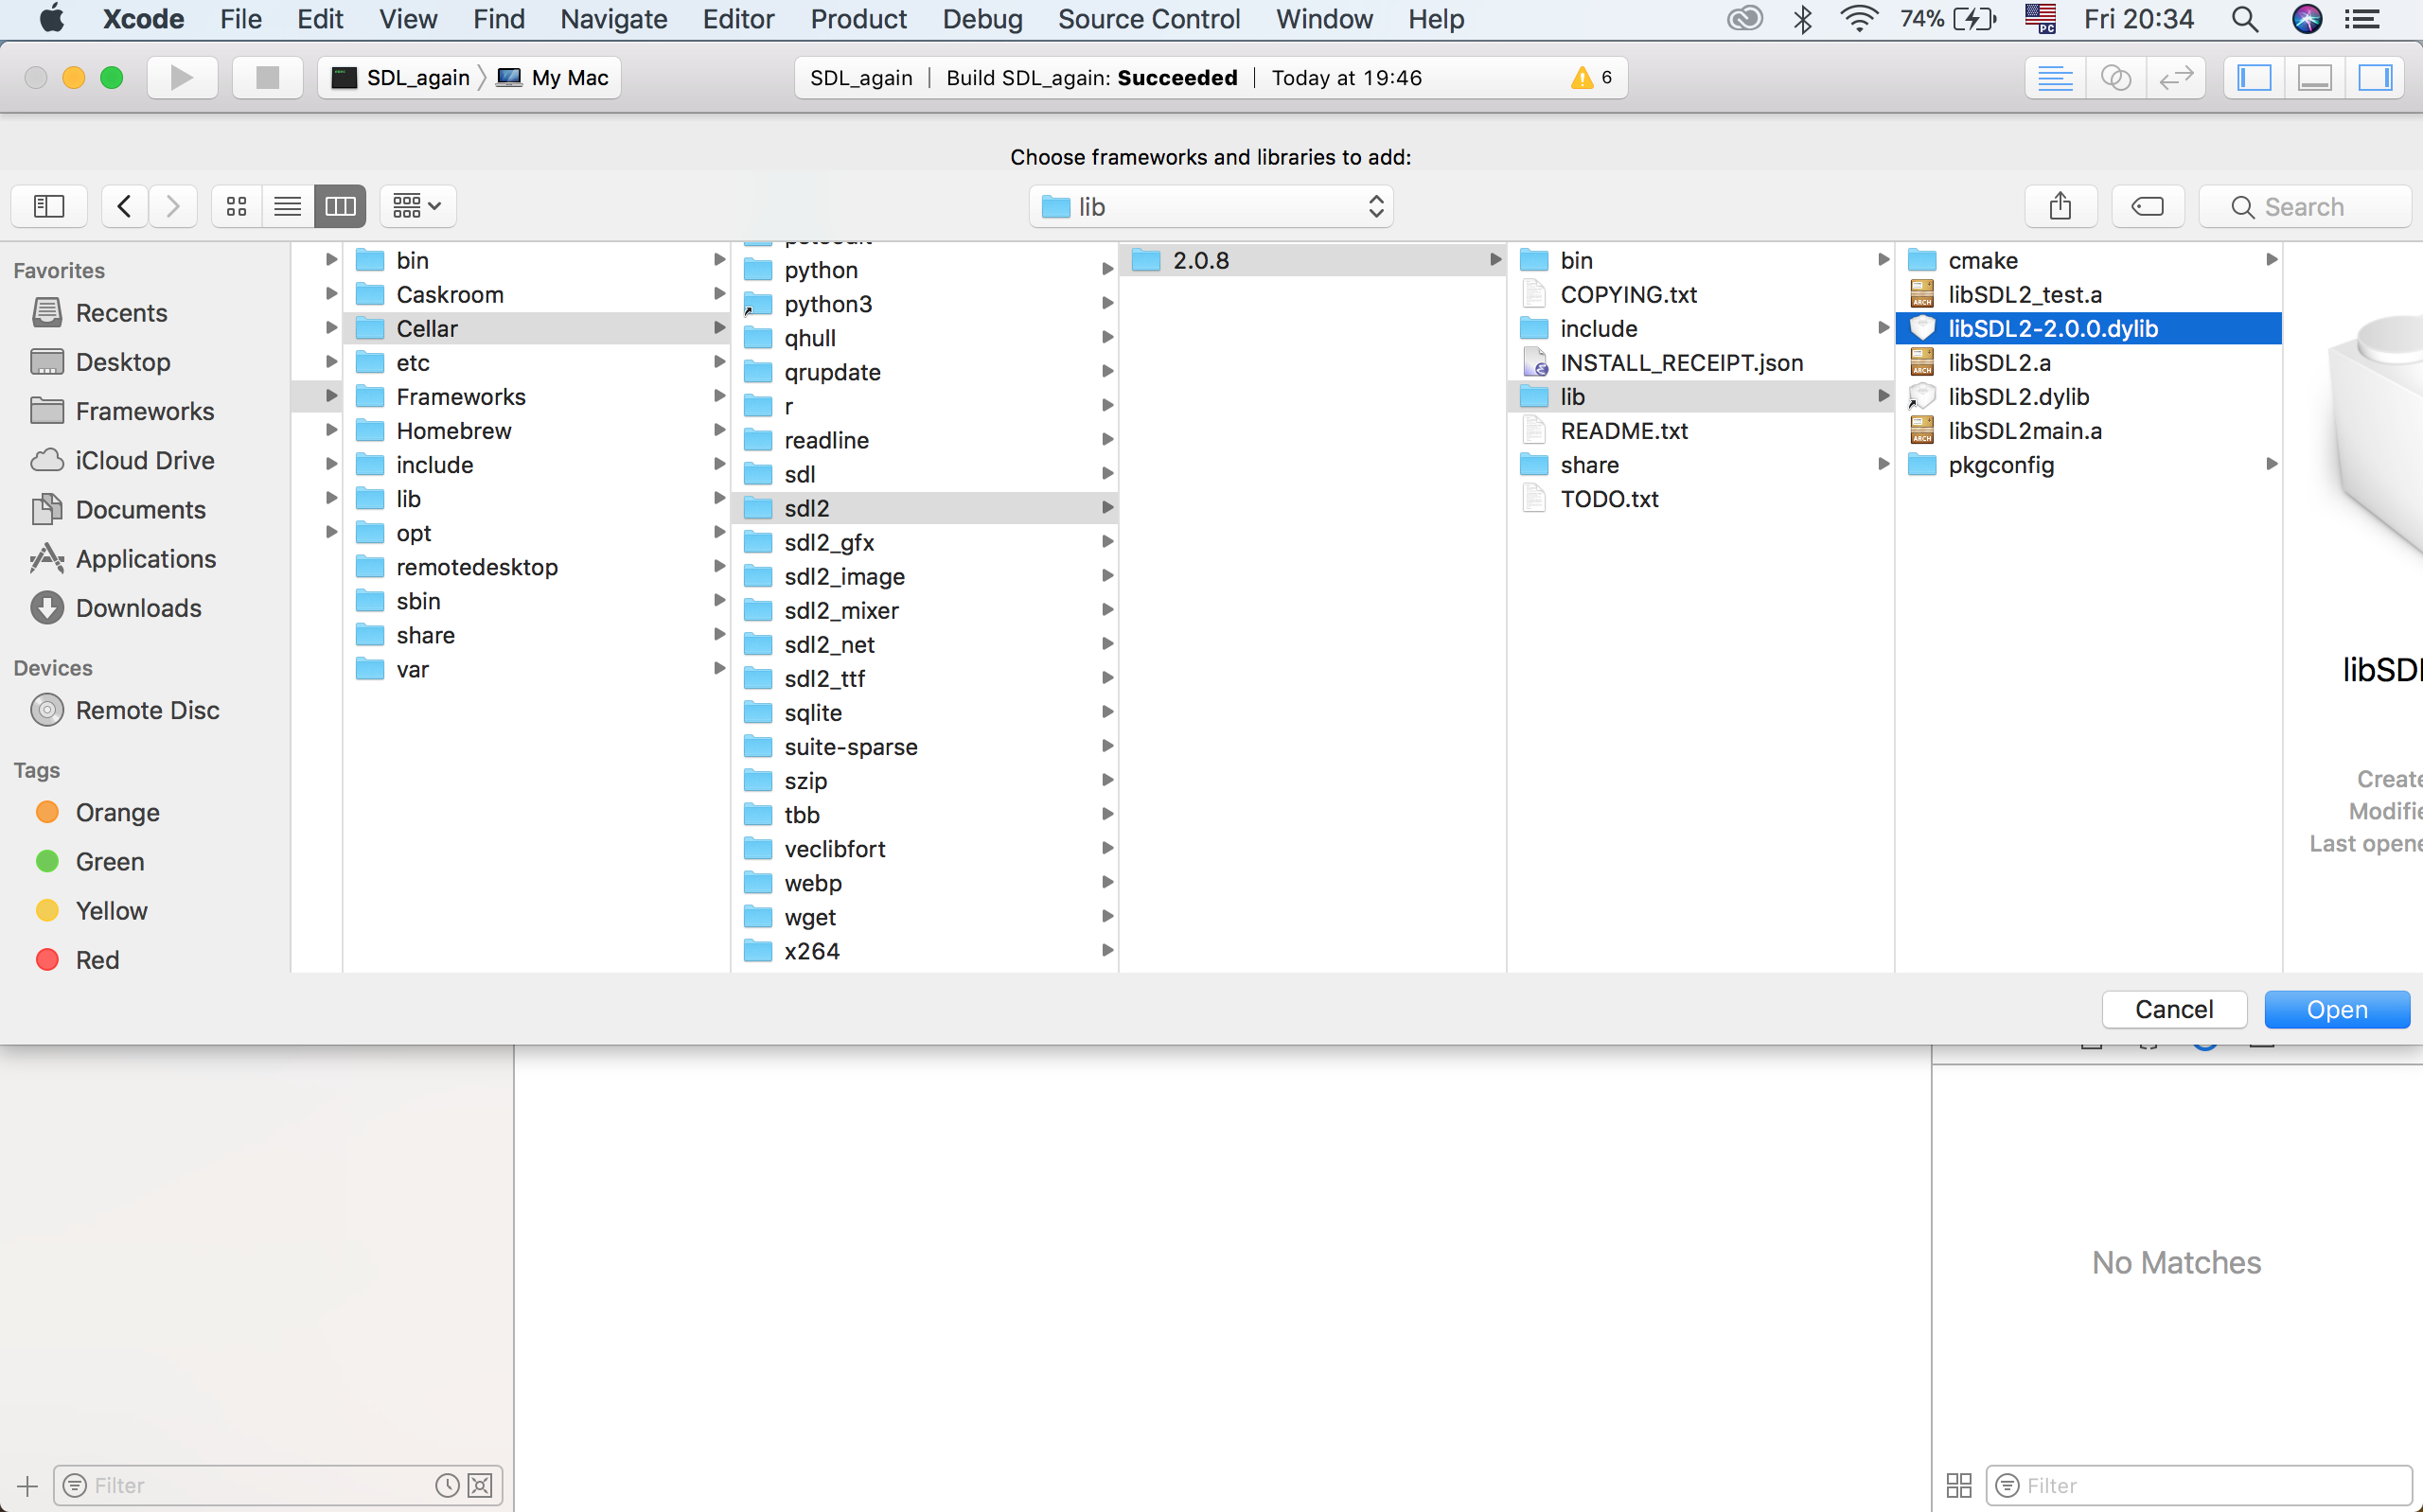 Xcode File Edit View Find Navigate Editor Product Debug Source Control Window Help 74% PC Fri 20:34
SDL_again My Mac SDL_again | Build SDL_again: Succeeded | Today at 19:46 6
Choose frameworks and libraries to add:
lib Search
Favorites
Recents
Desktop
Frameworks
iCloud Drive
Documents
Applications
Downloads
Devices
Remote Disc
Tags
Orange
Green
Yellow
Red
bin
Caskroom
Cellar
etc
Frameworks
Homebrew
include
lib
opt
remotedesktop
sbin
share
var
python
python3
qhull
qrupdate
r
readline
sdl
sdl2
sdl2_gfx
sdl2_image
sdl2_mixer
sdl2_net
sdl2_ttf
sqlite
suite-sparse
szip
tbb
veclibfort
webp
wget
x264
2.0.8
bin
COPYING.txt
include
INSTALL_RECEIPT.json
lib
README.txt
share
TODO.txt
cmake
libSDL2_test.a
libSDL2-2.0.0.dylib
libSDL2.a
libSDL2.dylib
libSDL2main.a
pkgconfig
libSDL
Create
Modifie
Last opene
Cancel Open
No Matches
Filter
Filter